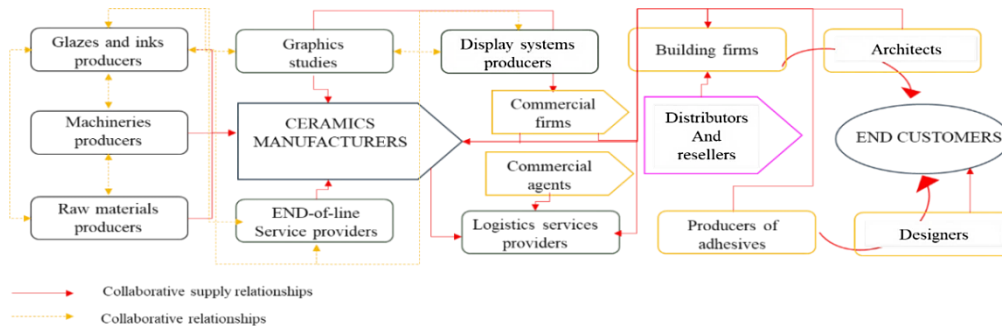 Glazes and inks
producers
Graphics
studies
Display systems
producers
Building firms
Architects
Machineries
producers
CERAMICS
MANUFACTURERS
Commercial
firms
Distributors
And
resellers
END CUSTOMERS
Commercial
agents
Raw materials
producers
END-of-line
Service providers
Logistics services
providers
Producers of
adhesives
Designers
Collaborative supply relationships
Collaborative relationships